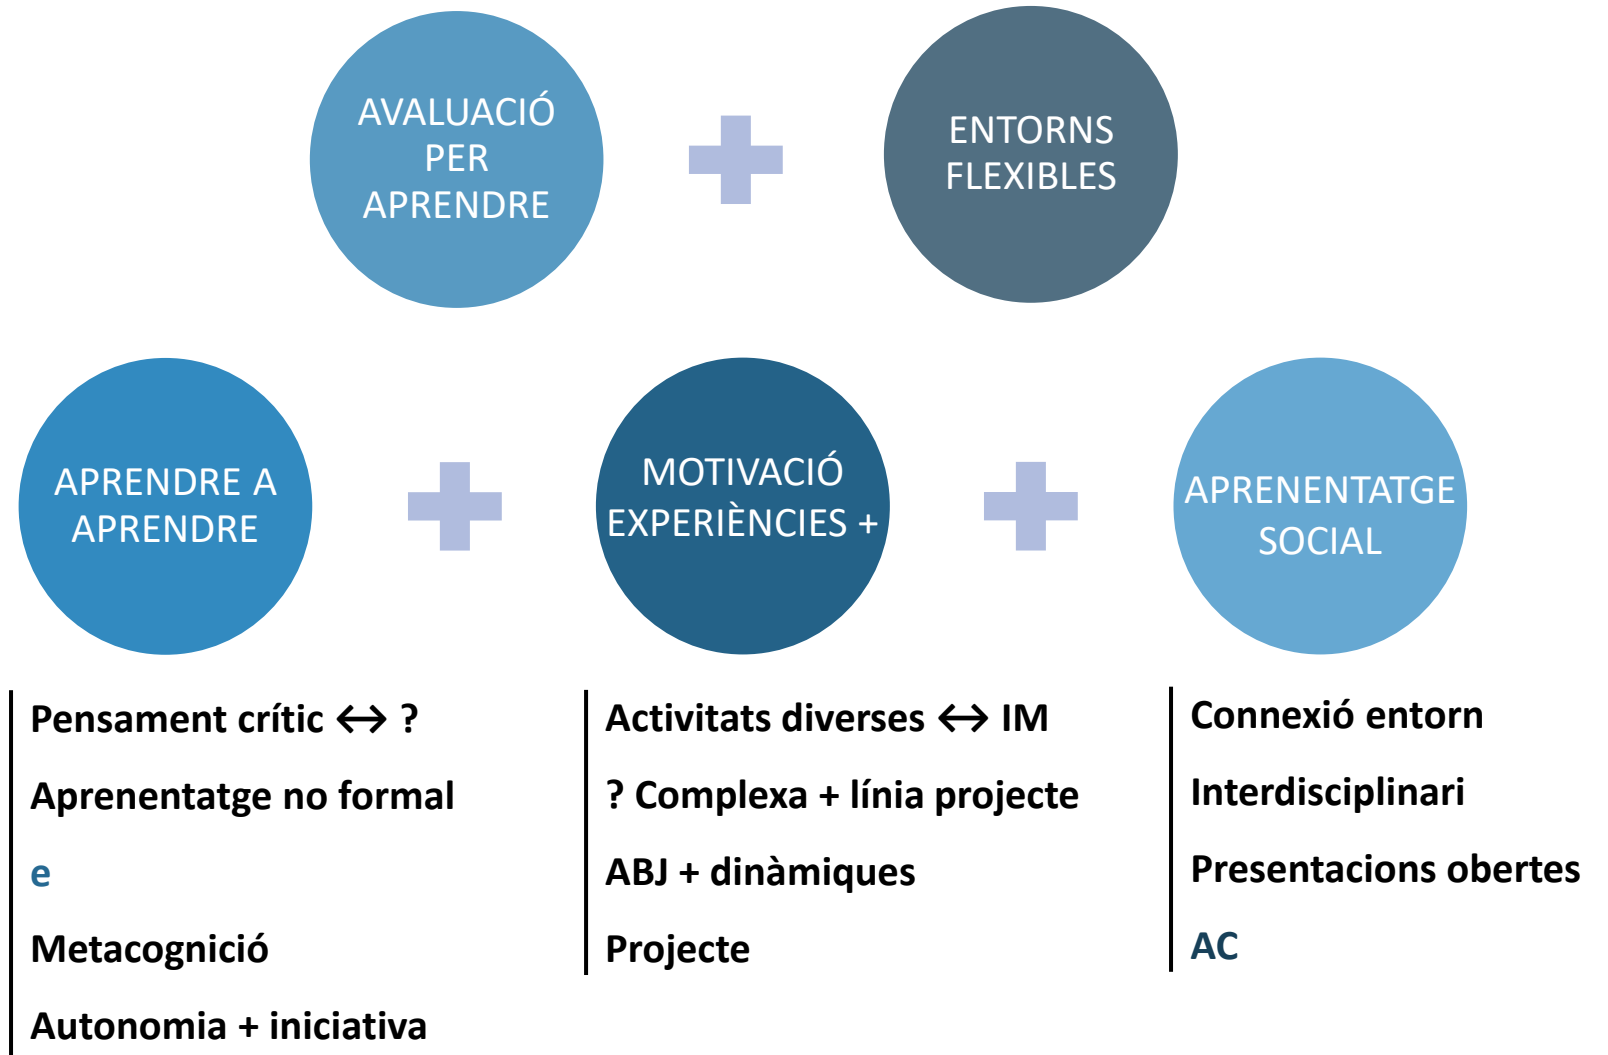 AVALUACIÓ
PER
APRENDRE
ENTORNS
FLEXIBLES
APRENDRE A
APRENDRE
MOTIVACIÓ
EXPERIÈNCIES +
APRENENTATGE
SOCIAL
Pensament crític ↔ ?
Aprenentatge no formal
e
Metacognició
Autonomia + iniciativa
Activitats diverses ↔ IM
? Complexa + línia projecte
ABJ + dinàmiques
Projecte
Connexió entorn
Interdisciplinari
Presentacions obertes
AC